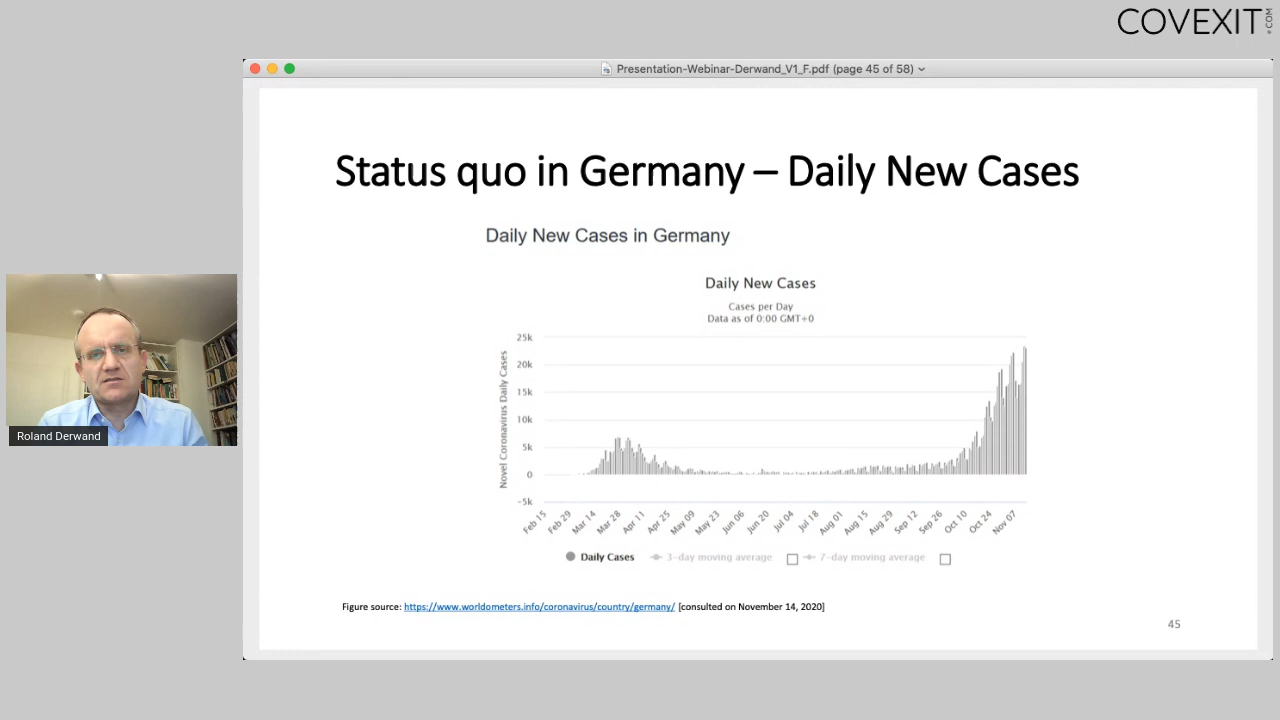 COVEXIT.COM
Presentation-Webinar-Derwand_V1_F.pdf (page 45 of 58)
Status quo in Germany – Daily New Cases
Daily New Cases in Germany
Daily New Cases
Cases per Day
Data as of 0:00 GMT+0
Novel Coronavirus Daily Cases
25k
20k
15k
10k
5k
0
-5k
Feb 15
Feb 29
Mar 14
Mar 28
Apr 11
Apr 25
May 09
May 23
Jun 06
Jun 20
Jul 04
Jul 18
Aug 01
Aug 15
Aug 29
Sep 12
Sep 26
Oct 10
Oct 24
Nov 07
Daily Cases
3-day moving average
7-day moving average
Roland Derwand
Figure source: https://www.worldometers.info/coronavirus/country/germany/ [consulted on November 14, 2020]
45